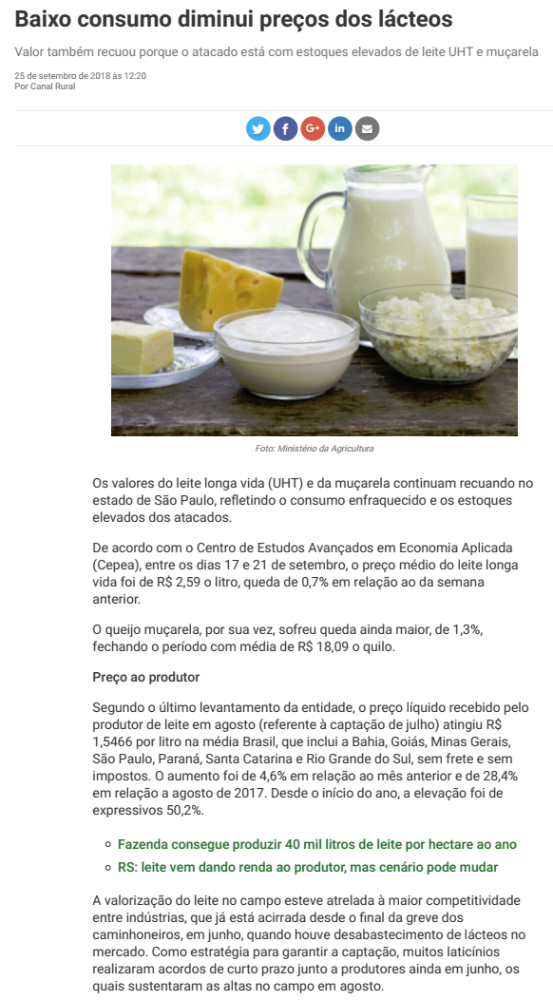 Baixo consumo diminui preços dos lácteos
Valor também recuou porque o atacado está com estoques elevados de leite UHT e muçarela
25 de setembro de 2018 às 12:20
Por Canal Rural
f G+ in
Foto: Ministério da Agricultura
Os valores do leite longa vida (UHT) e da muçarela continuam recuando no
estado de São Paulo, refletindo o consumo enfraquecido e os estoques
elevados dos atacados.
De acordo com o Centro de Estudos Avançados em Economia Aplicada
(Cepea), entre os dias 17 e 21 de setembro, o preço médio do leite longa
vida foi de R$ 2,59 o litro, queda de 0,7% em relação ao da semana
anterior.
O queijo muçarela, por sua vez, sofreu queda ainda maior, de 1,3%,
fechando o período com média de R$ 18,09 o quilo.
Preço ao produtor
Segundo o último levantamento da entidade, o preço líquido recebido pelo
produtor de leite em agosto (referente à captação de julho) atingiu R$
1,5466 por litro na média Brasil, que inclui a Bahia, Goiás, Minas Gerais,
São Paulo, Paraná, Santa Catarina e Rio Grande do Sul, sem frete e sem
impostos. O aumento foi de 4,6% em relação ao mês anterior e de 28,4%
em relação a agosto de 2017. Desde o início do ano, a elevação foi de
expressivos 50,2%.
Fazenda consegue produzir 40 mil litros de leite por hectare ao ano
RS: leite vem dando renda ao produtor, mas cenário pode mudar
A valorização do leite no campo esteve atrelada à maior competitividade
entre indústrias, que já está acirrada desde o final da greve dos
caminhoneiros, em junho, quando houve desabastecimento de lácteos no
mercado. Como estratégia para garantir a captação, muitos laticínios
realizaram acordos de curto prazo junto a produtores ainda em junho, os
quais sustentaram as altas no campo em agosto.